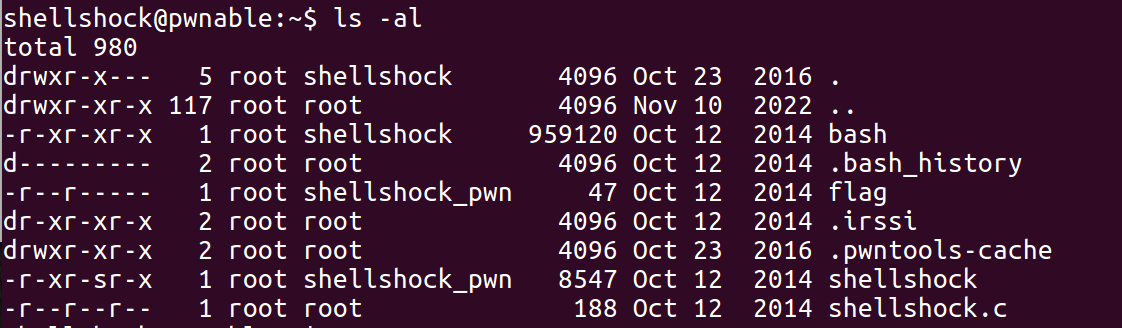 shellshock@pwnable:~$ ls -al
total 980
drwxr-x---   5 root shellshock       4096 Oct 23  2016 .
drwxr-xr-x 117 root root             4096 Nov 10  2022 ..
-r-xr-xr-x   1 root shellshock     959120 Oct 12  2014 bash
d---------   2 root root             4096 Oct 12  2014 .bash_history
-r--r-----   1 root shellshock_pwn     47 Oct 12  2014 flag
dr-xr-xr-x   2 root root             4096 Oct 12  2014 .irssi
drwxr-xr-x   2 root root             4096 Oct 23  2016 .pwntools-cache
-r-xr-sr-x   1 root shellshock_pwn   8547 Oct 12  2014 shellshock
-r--r--r--   1 root root              188 Oct 12  2014 shellshock.c